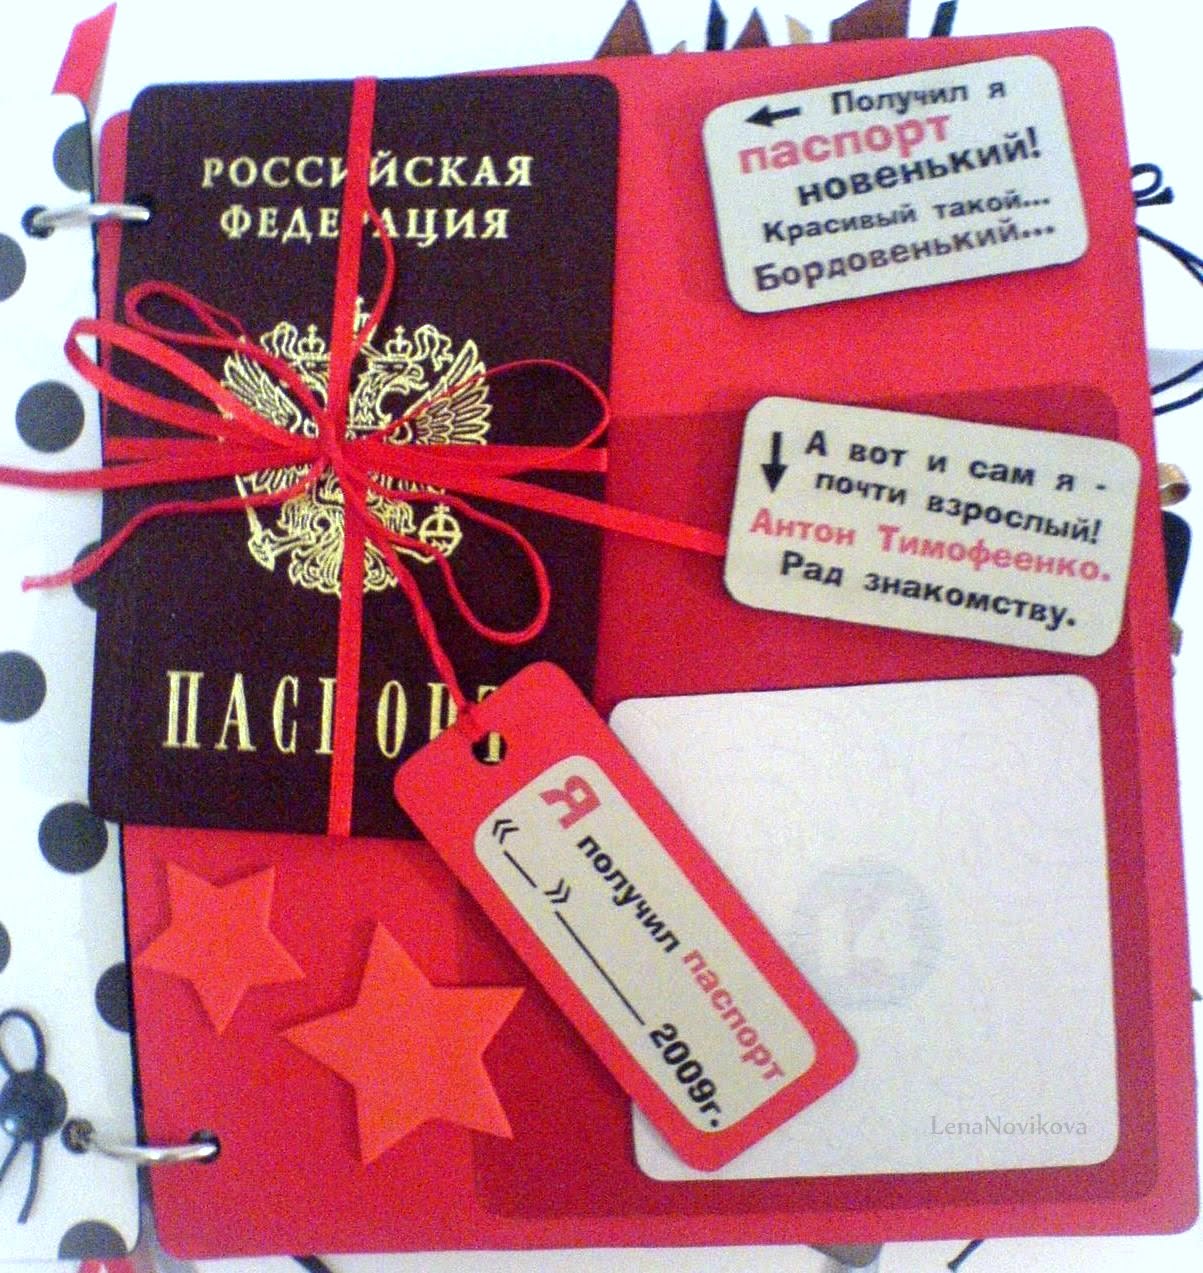 РОССИЙСКАЯ
ФЕДЕРАЦИЯ
ПАСПОРТ
Получил я
паспорт
новенький!
Красивый такой...
Бордовенький...
А вот и сам я -
почти взрослый!
Антон Тимофеенко.
Рад знакомству.
Я получил паспорт
«__»________ 2009г.
LenaNovikova